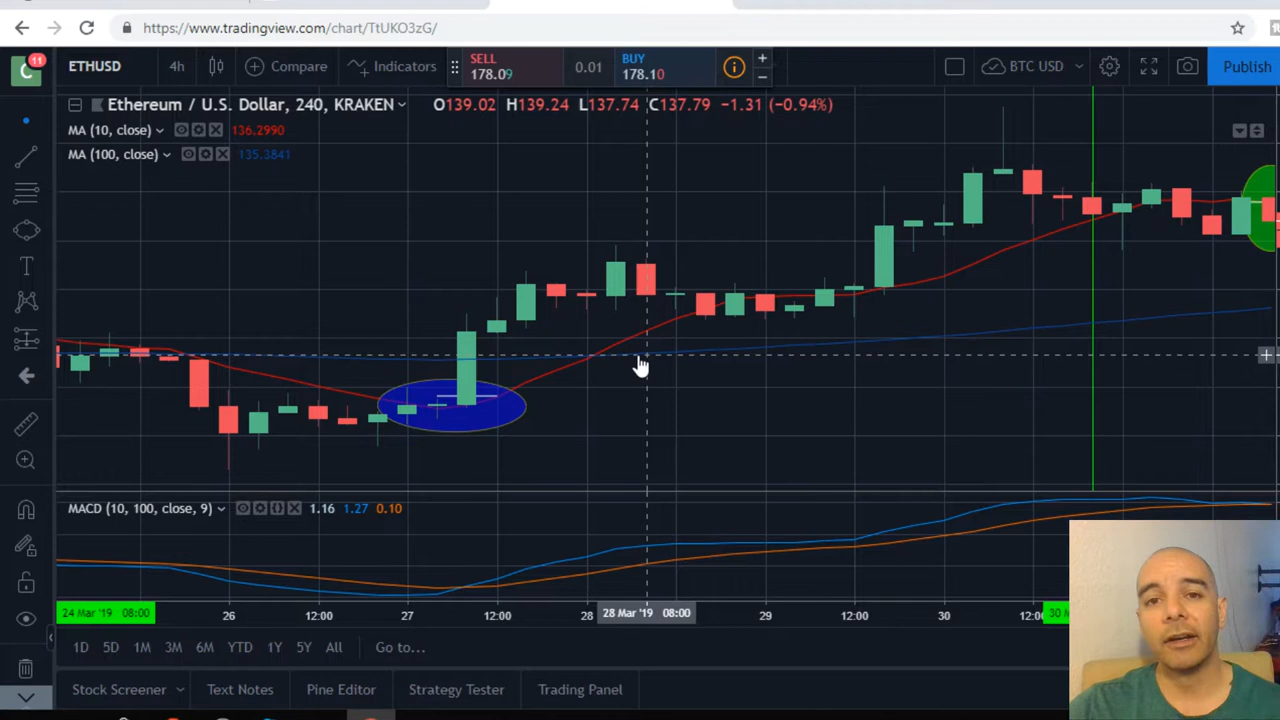 https://www.tradingview.com/chart/TtUKO3zG/
C 11
ETHUSD 4h Compare Indicators
SELL 178.09
0.01
BUY 178.10
BTC USD Publish
Ethereum / U.S. Dollar, 240, KRAKEN O139.02 H139.24 L137.74 C137.79 −1.31 (−0.94%)
MA (10, close) 136.2990
MA (100, close) 135.3841
MACD (10, 100, close, 9) 1.16 1.27 0.10
24 Mar '19 08:00 26 12:00 27 12:00 28 28 Mar '19 08:00 29 12:00 30 12:00 30 M
1D 5D 1M 3M 6M YTD 1Y 5Y All Go to...
Stock Screener Text Notes Pine Editor Strategy Tester Trading Panel